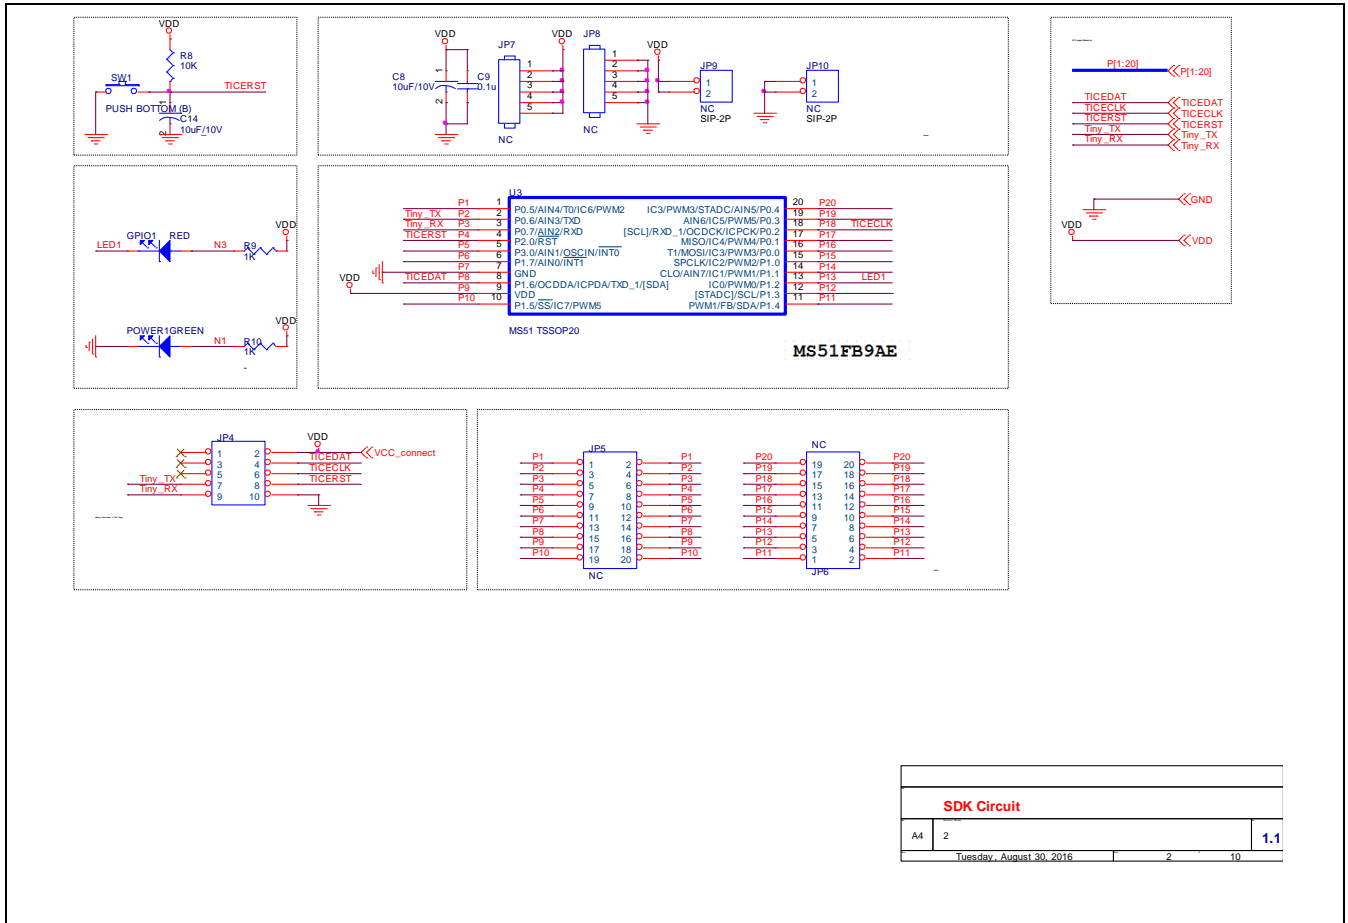 VDD
R8
10K
SW1
TICERST
PUSH BOTTOM (B)
1
C14
10uF/10V
2
VDD
C8
10uF/10V
1
2
C9
0.1u
JP7
1
2
3
4
5
NC
VDD
JP8
1
2
3
4
5
NC
VDD
JP9
1
2
NC
SIP-2P
JP10
1
2
NC
SIP-2P
P[1:20]
P[1:20]
TICEDAT
TICEDAT
TICECLK
TICECLK
TICERST
TICERST
Tiny_TX
Tiny_TX
Tiny_RX
Tiny_RX
GND
VDD
VDD
GPIO1 RED
VDD
LED1
N3
R9
1K
POWER1GREEN
VDD
N1
R10
1K
U3
P1 1 P0.5/AIN4/T0/IC6/PWM2 IC3/PWM3/STADC/AIN5/P0.4 20 P20
Tiny_TX P2 2 P0.6/AIN3/TXD AIN6/IC5/PWM5/P0.3 19 P19
Tiny_RX P3 3 P0.7/AIN2/RXD [SCL]/RXD_1/OCDCK/ICPCK/P0.2 18 P18 TICECLK
TICERST P4 4 P2.0/RST MISO/IC4/PWM4/P0.1 17 P17
P5 5 P3.0/AIN1/OSCIN/INT0 T1/MOSI/IC3/PWM3/P0.0 16 P16
P6 6 P1.7/AIN0/INT1 SPCLK/IC2/PWM2/P1.0 15 P15
P7 7 GND CLO/AIN7/IC1/PWM1/P1.1 14 P14
TICEDAT P8 8 P1.6/OCDDA/ICPDA/TXD_1/[SDA] IC0/PWM0/P1.2 13 P13 LED1
VDD P9 9 VDD [STADC]/SCL/P1.3 12 P12
P10 10 P1.5/SS/IC7/PWM5 PWM1/FB/SDA/P1.4 11 P11
MS51 TSSOP20
MS51FB9AE
JP4
VDD
1 2 VCC_connect
3 4 TICEDAT
5 6 TICECLK
Tiny_TX 7 8 TICERST
Tiny_RX 9 10
JP5
P1 1 2 P1
P2 3 4 P2
P3 5 6 P3
P4 7 8 P4
P5 9 10 P5
P6 11 12 P6
P7 13 14 P7
P8 15 16 P8
P9 17 18 P9
P10 19 20 P10
NC
NC
P20 19 20 P20
P19 17 18 P19
P18 15 16 P18
P17 13 14 P17
P16 11 12 P16
P15 9 10 P15
P14 7 8 P14
P13 5 6 P13
P12 3 4 P12
P11 1 2 P11
JP6
SDK Circuit
A4
2
1.1
Tuesday, August 30, 2016
2
10